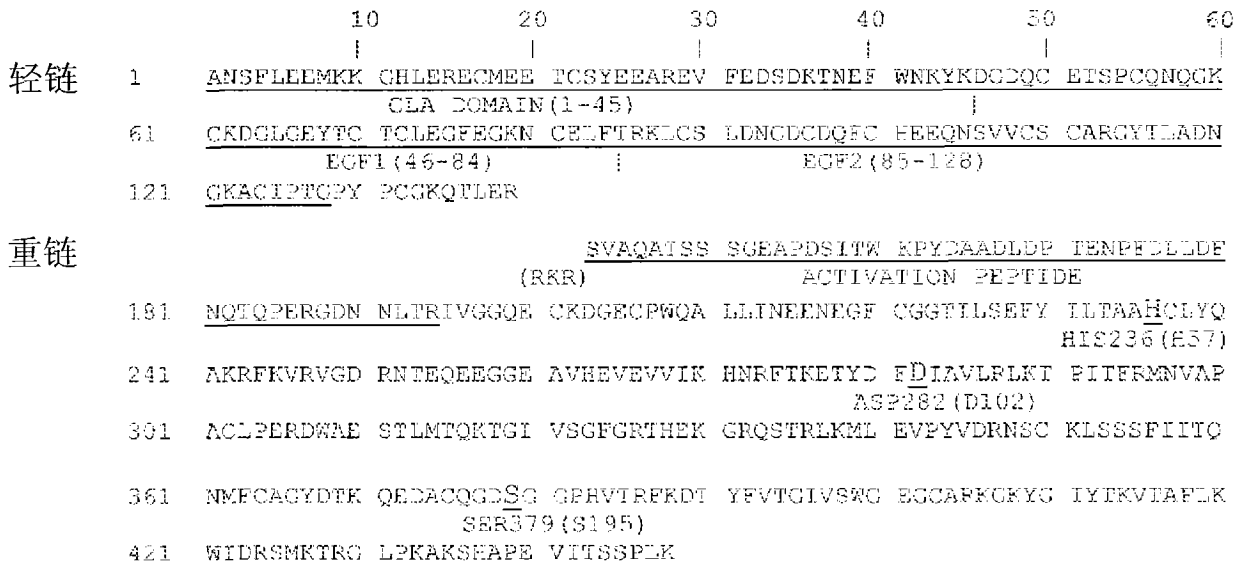 10 20 30 40 50 60
轻链 1 ANSFLEEMKK GHLERECMEE TCSYEEAREV FEDSDKTNEF WNKYKDGDQC ETSPCQNQGK
GLA DOMAIN(1-45)
61 CKDGLGEYTC TCLEGFEGKN CELFTRKLCS LDNGDCDQFC HEEQNSVVCS CARGYTLADN
EGF1(46-84) EGF2(85-128)
121 GKACIPTGPY PCGKQTLER
重链 SVAQATSS SGEAPDSITW KPYDAADLDP TENPFDLLDF
(RKR) ACTIVATION PEPTIDE
181 NQTQPERGDN NLTRIVGGQE CKDGECPWQA LLINEENEGF CGGTILSEFY ILTAAHCLYQ
HIS236(H57)
241 AKRFKVRVGD RNTEQEEGGE AVHEVEVVIK HNRFTKETYD FDIAVLRLKT PITFRMNVAP
ASP282(D102)
301 ACLPERDWAE STLMTQKTGI VSGFGRTHEK GRQSTRLKML EVPYVDRNSC KLSSSFIITQ
361 NMFCAGYDTK QEDACQGDSG GPHVTRFKDT YFVTGIVSWG EGCARKGKYG IYTKVTAFLK
SER379(S195)
421 WIDRSMKTRG LPKAKSHAPE VITSSPLK